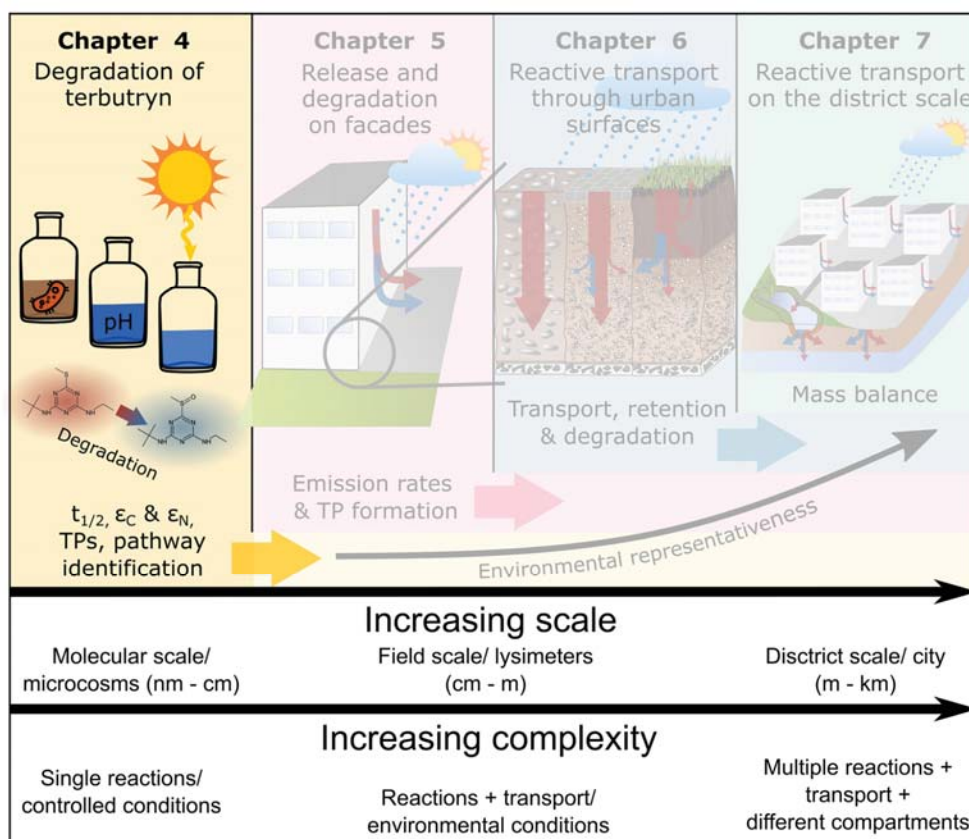 Chapter 4
Degradation of
terbutryn
pH
S
N
N
N
NH
NH
S
O
N
N
N
NH
NH
Degradation
t1/2, εC & εN,
TPs, pathway
identification
Chapter 5
Release and
degradation
on facades
Emission rates
& TP formation
Chapter 6
Reactive transport
through urban
surfaces
Transport, retention
& degradation
Chapter 7
Reactive transport
on the district scale
Mass balance
Environmental representativeness
Increasing scale
Molecular scale/
microcosms (nm - cm)
Field scale/ lysimeters
(cm - m)
Disctrict scale/ city
(m - km)
Increasing complexity
Single reactions/
controlled conditions
Reactions + transport/
environmental conditions
Multiple reactions +
transport +
different compartments